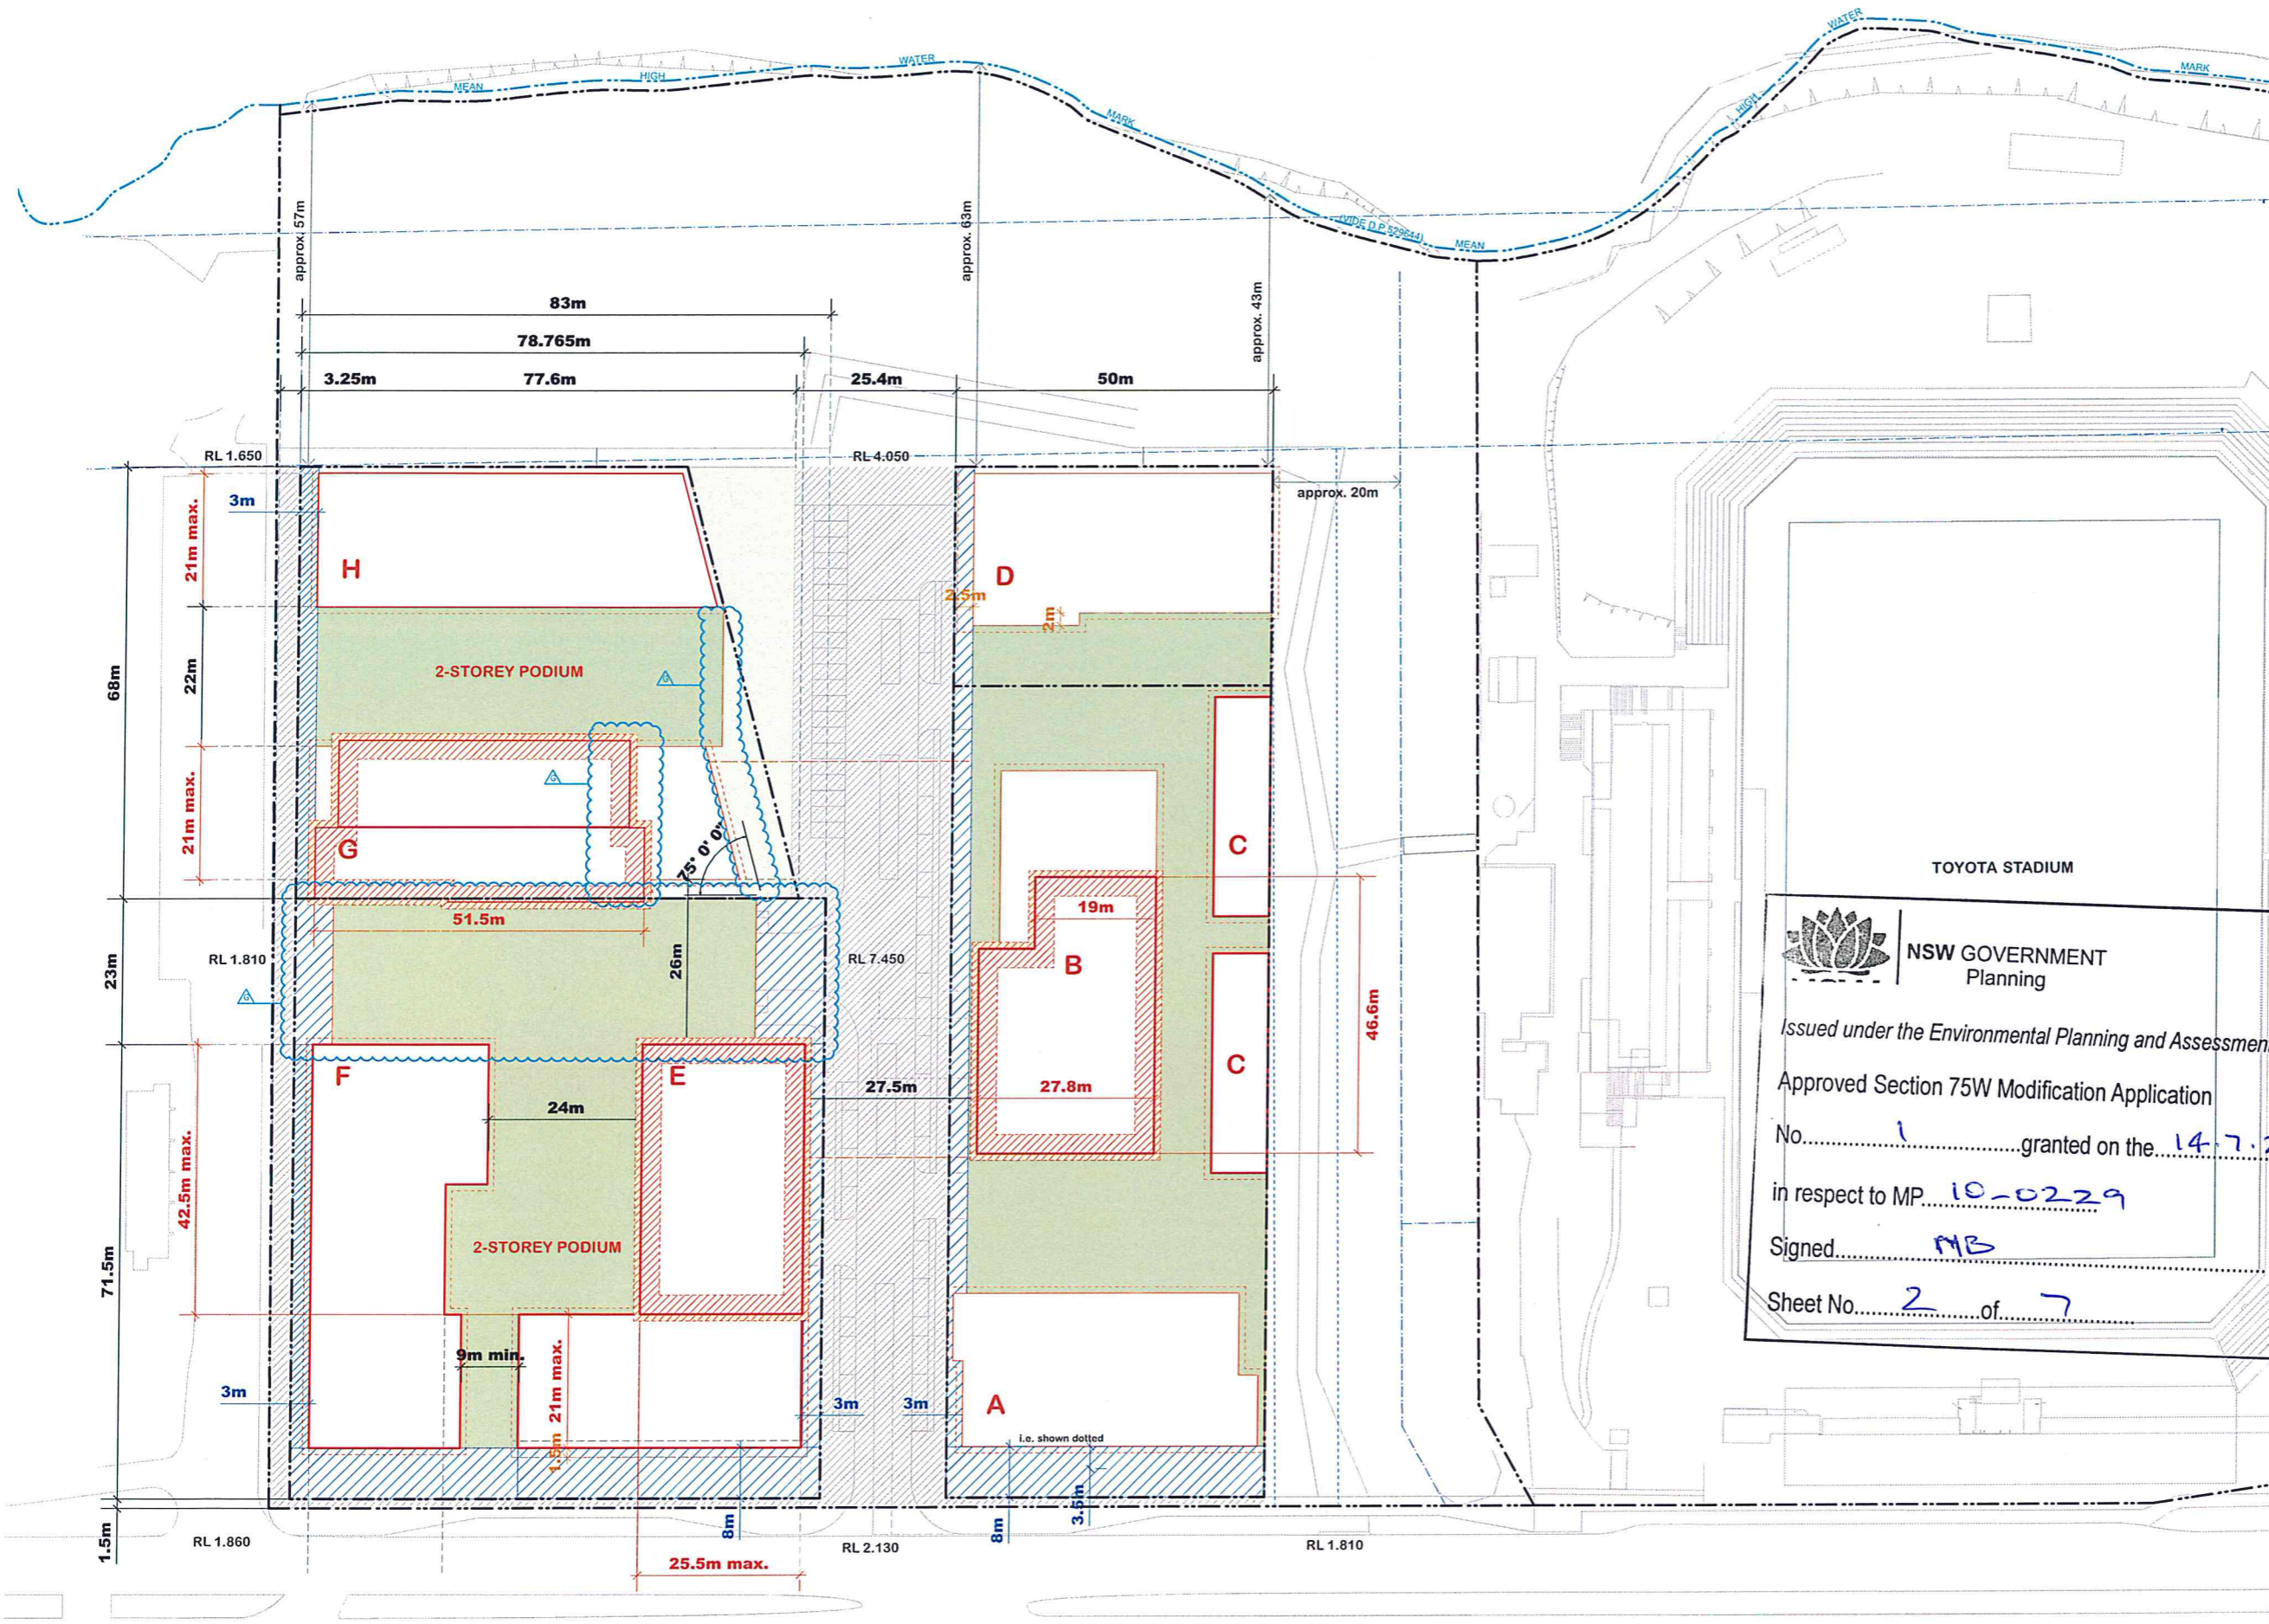 WATER
WATER
HIGH
MEAN
MARK
HIGH
MARK
approx. 57m
approx. 63m
(VIDE D.P 529644)
MEAN
approx. 43m
83m
78.765m
3.25m
77.6m
25.4m
50m
RL 1.650
RL 4.050
approx. 20m
3m
21m max.
H
D
2.5m
2m
68m
22m
2-STOREY PODIUM
G
G
21m max.
G
75° 0' 0"
C
TOYOTA STADIUM
51.5m
19m
NSW GOVERNMENT
Planning
23m
RL 1.810
26m
RL 7.450
B
G
46.6m
Issued under the Environmental Planning and Assessmen
F
E
C
27.5m
27.8m
24m
Approved Section 75W Modification Application
No.....1.....granted on the....14.7.2
42.5m max.
in respect to MP....10-0229
71.5m
2-STOREY PODIUM
Signed....MB
Sheet No....2....of....7
9m min.
21m max.
1.5m
3m
3m
3m
A
i.e. shown dotted
8m
8m
3.5m
1.5m
RL 1.860
RL 2.130
RL 1.810
25.5m max.